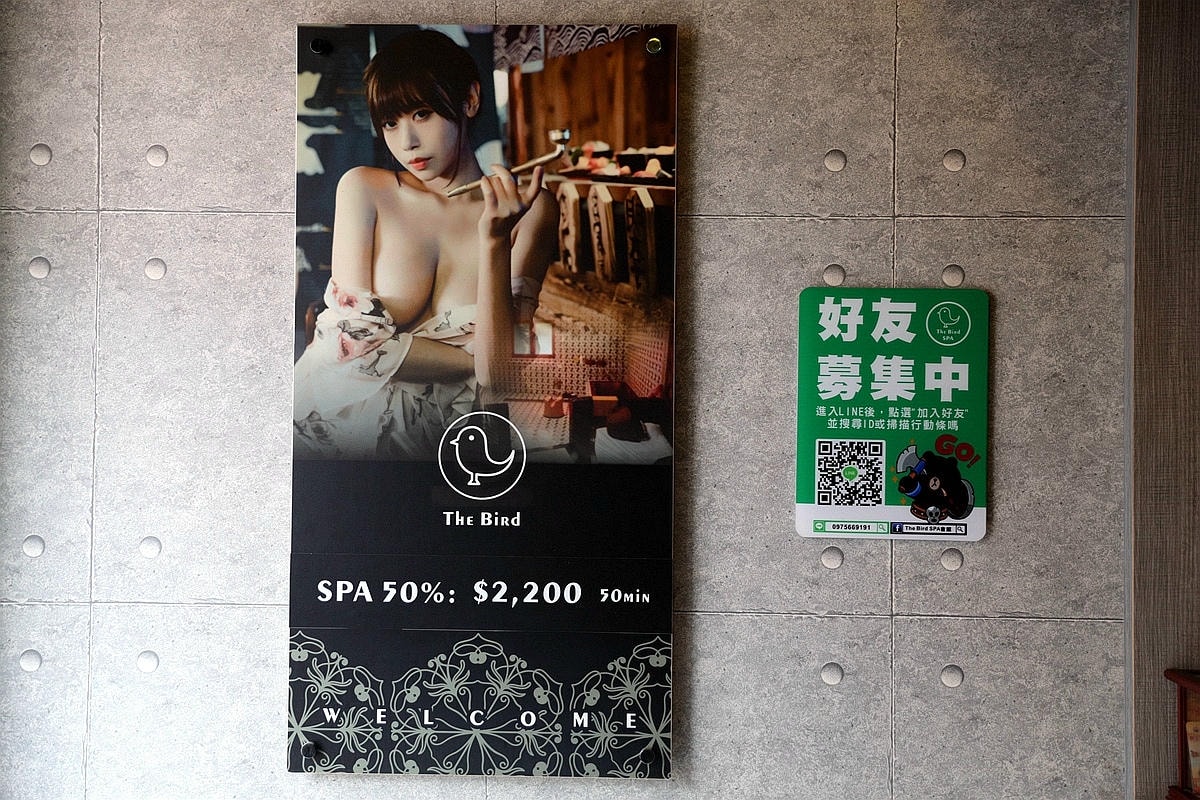 The Bird
SPA 50%: $2,200 50MIN
WELCOME
好友
The Bird
SPA
募集中
進入LINE後，點選"加入好友"
並搜尋ID或掃描行動條碼
GO!
LINE
0975669191
The Bird SPA會館